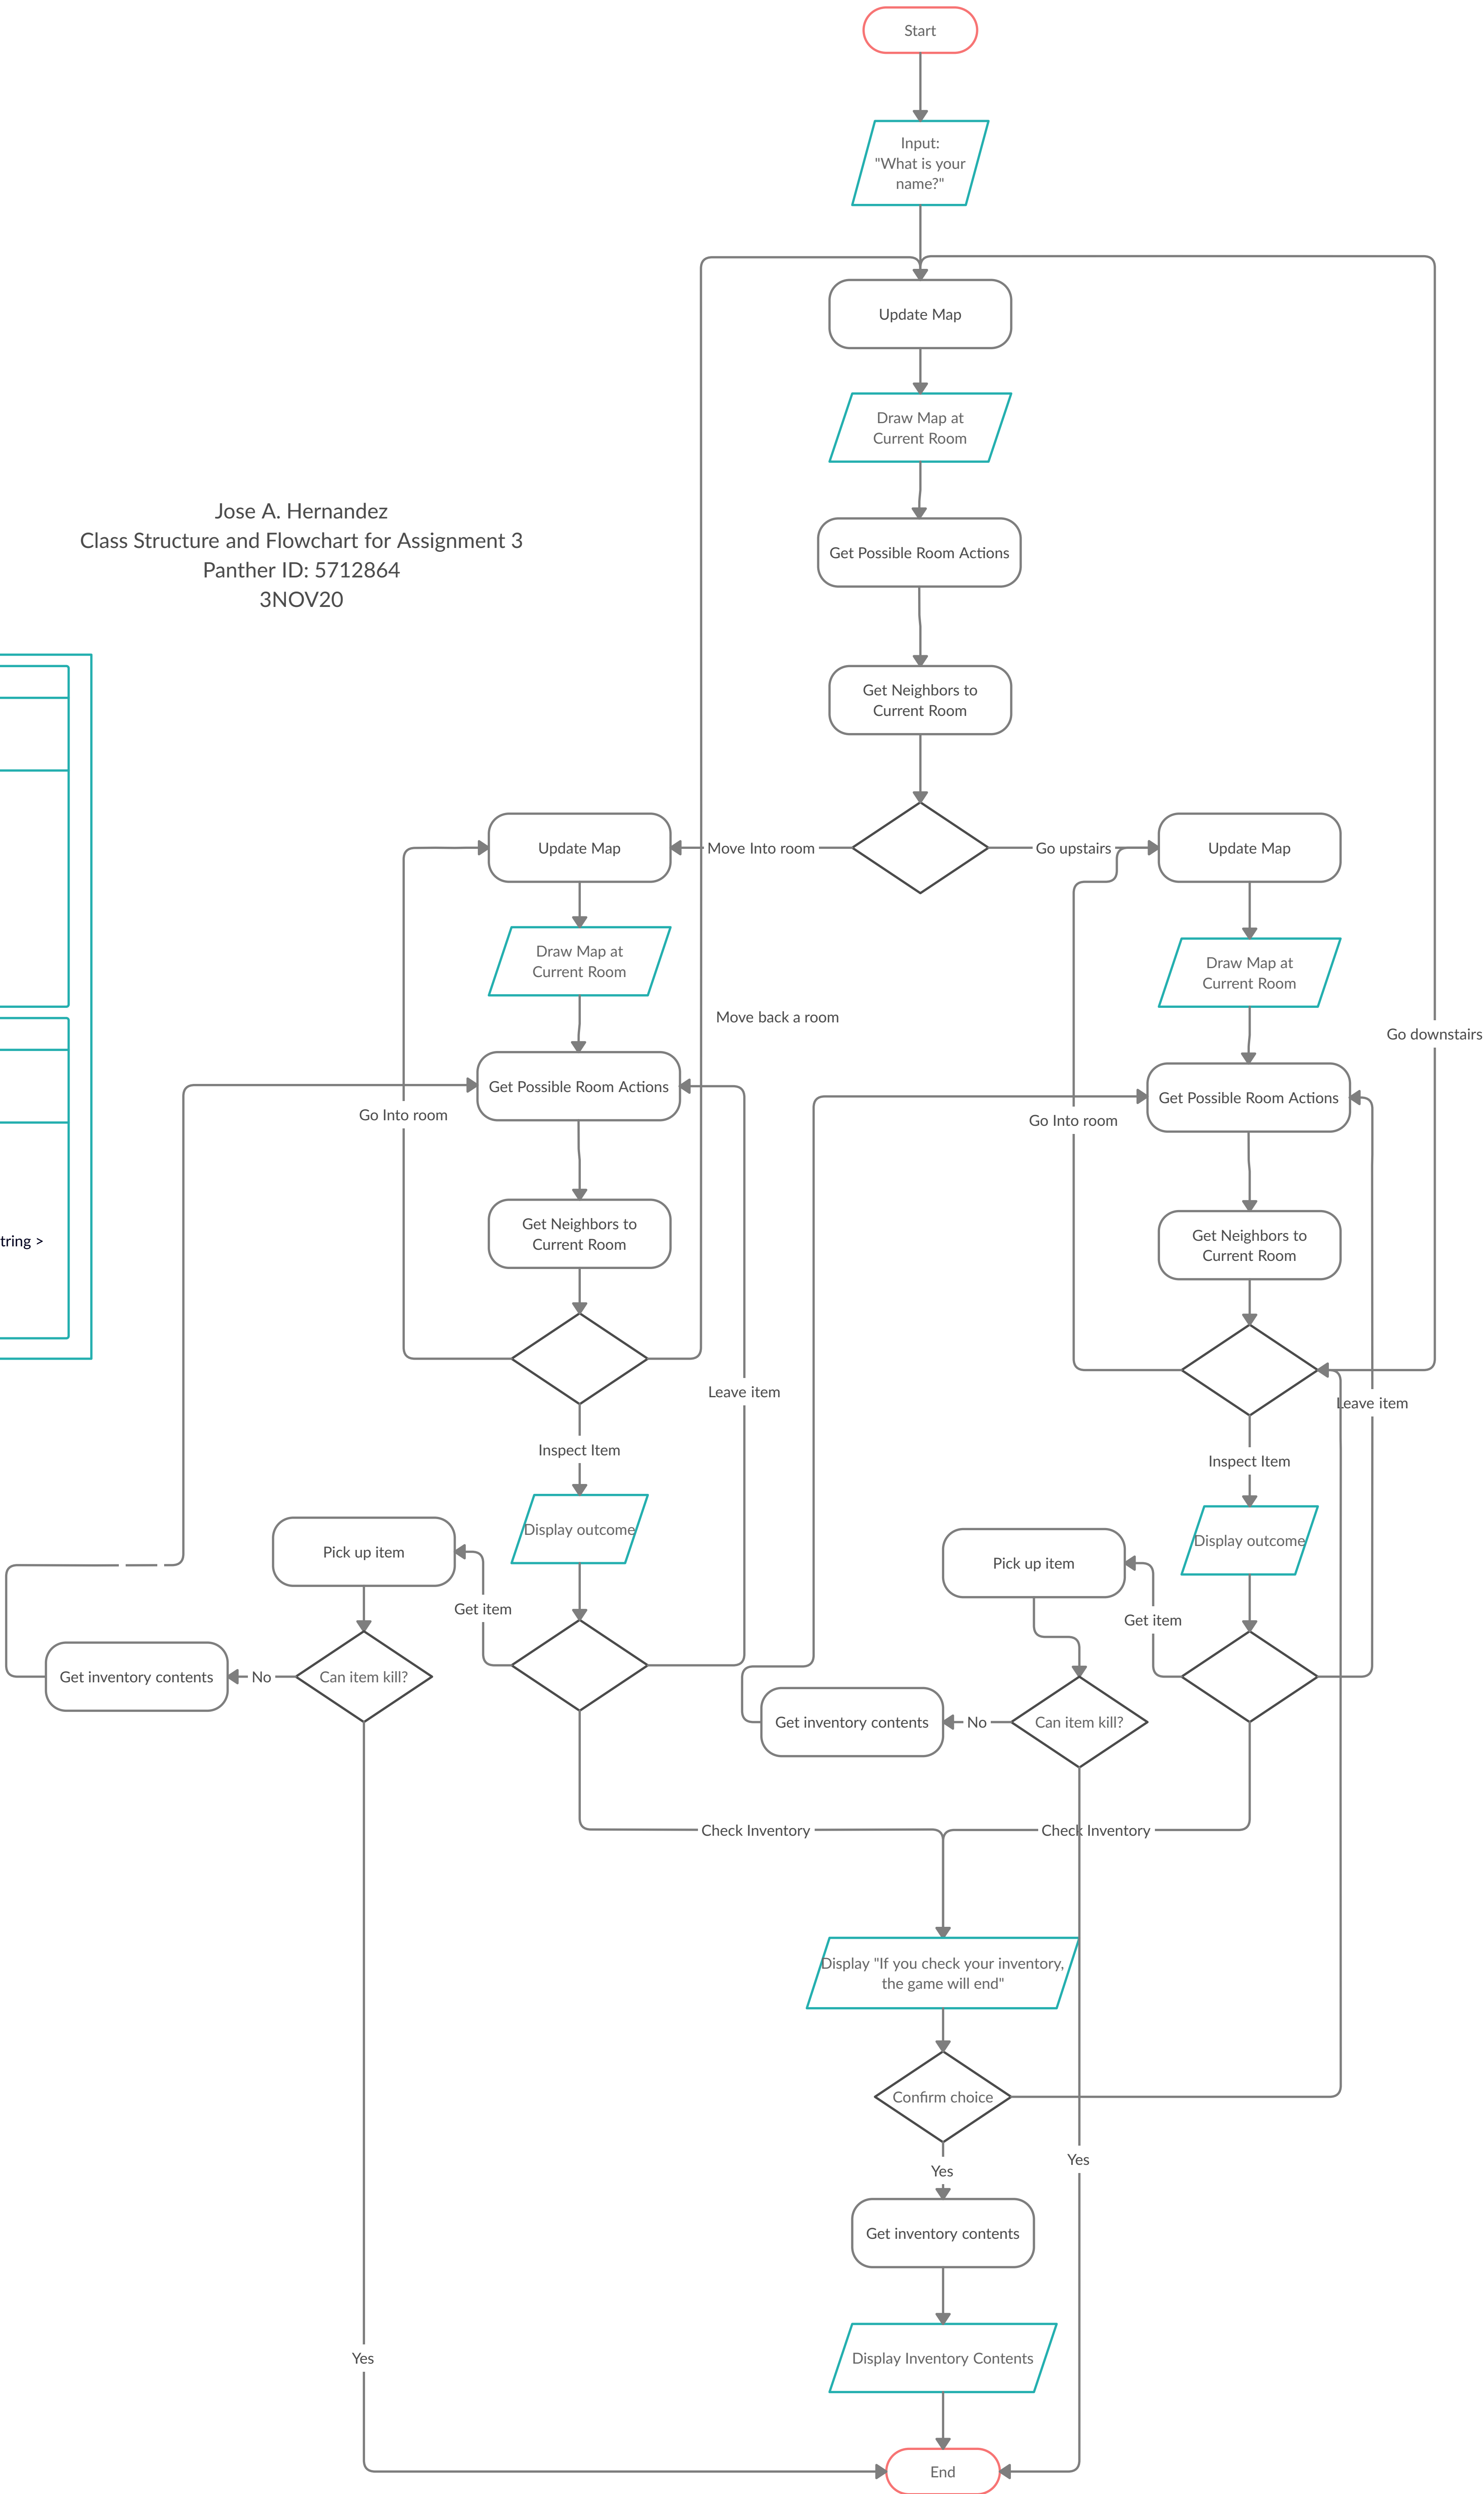 Start
Input:
"What is your
name?"
Update Map
Draw Map at
Current Room
Jose A. Hernandez
Class Structure and Flowchart for Assignment 3
Panther ID: 5712864
3NOV20
Get Possible Room Actions
Get Neighbors to
Current Room
Update Map
Move Into room
Go upstairs
Update Map
Draw Map at
Current Room
Draw Map at
Current Room
Move back a room
Go downstairs
Get Possible Room Actions
Get Possible Room Actions
Go Into room
Go Into room
Get Neighbors to
Current Room
Get Neighbors to
Current Room
tring >
Leave item
Leave item
Inspect Item
Inspect Item
Display outcome
Display outcome
Pick up item
Pick up item
Get item
Get item
Get inventory contents
No
Can item kill?
Get inventory contents
No
Can item kill?
Check Inventory
Check Inventory
Display "If you check your inventory,
the game will end"
Confirm choice
Yes
Yes
Get inventory contents
Yes
Display Inventory Contents
End